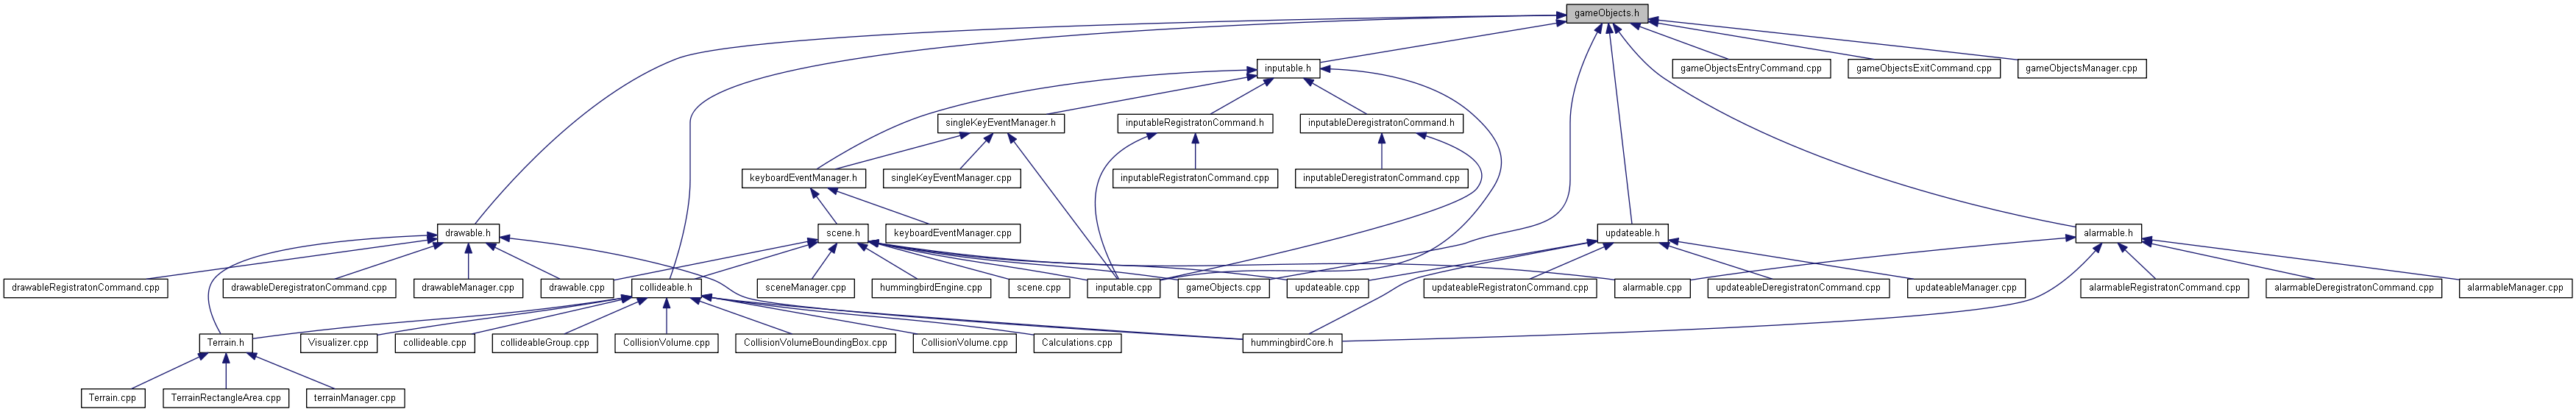 gameObjects.h
inputable.h
gameObjectsEntryCommand.cpp
gameObjectsExitCommand.cpp
gameObjectsManager.cpp
singleKeyEventManager.h
inputableRegistratonCommand.h
inputableDeregistratonCommand.h
keyboardEventManager.h
singleKeyEventManager.cpp
inputableRegistratonCommand.cpp
inputableDeregistratonCommand.cpp
drawable.h
scene.h
keyboardEventManager.cpp
updateable.h
alarmable.h
drawableRegistratonCommand.cpp
drawableDeregistratonCommand.cpp
drawableManager.cpp
drawable.cpp
collideable.h
sceneManager.cpp
hummingbirdEngine.cpp
scene.cpp
inputable.cpp
gameObjects.cpp
updateable.cpp
updateableRegistratonCommand.cpp
alarmable.cpp
updateableDeregistratonCommand.cpp
updateableManager.cpp
alarmableRegistratonCommand.cpp
alarmableDeregistratonCommand.cpp
alarmableManager.cpp
Terrain.h
Visualizer.cpp
collideable.cpp
collideableGroup.cpp
CollisionVolume.cpp
CollisionVolumeBoundingBox.cpp
CollisionVolume.cpp
Calculations.cpp
hummingbirdCore.h
Terrain.cpp
TerrainRectangleArea.cpp
terrainManager.cpp